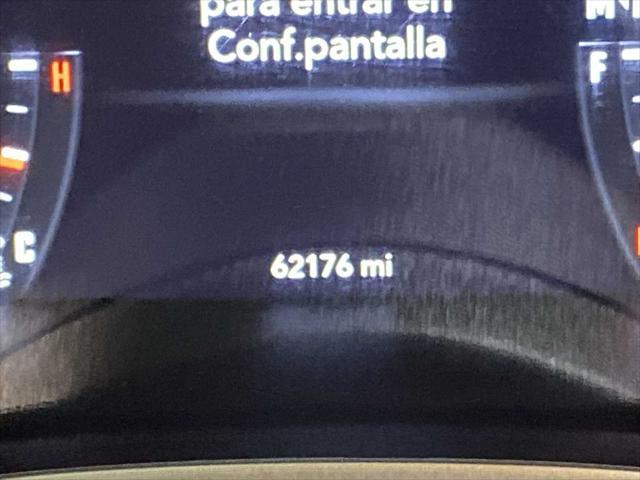 para entrar en
Conf.pantalla
H
F
C
62176 mi